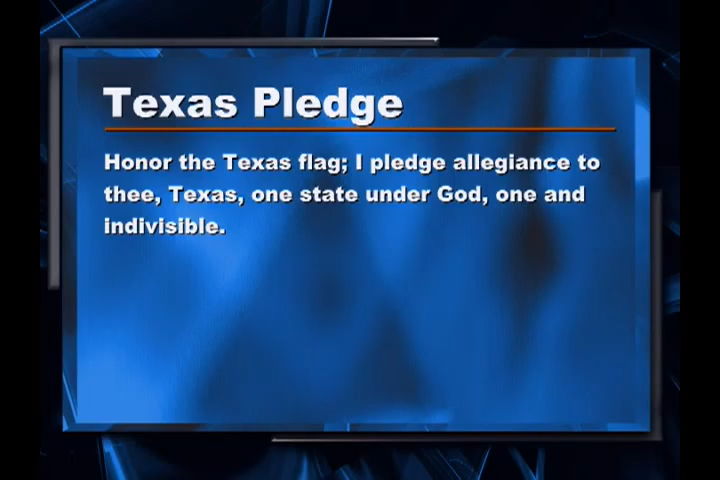 Texas Pledge
Honor the Texas flag; I pledge allegiance to
thee, Texas, one state under God, one and
indivisible.